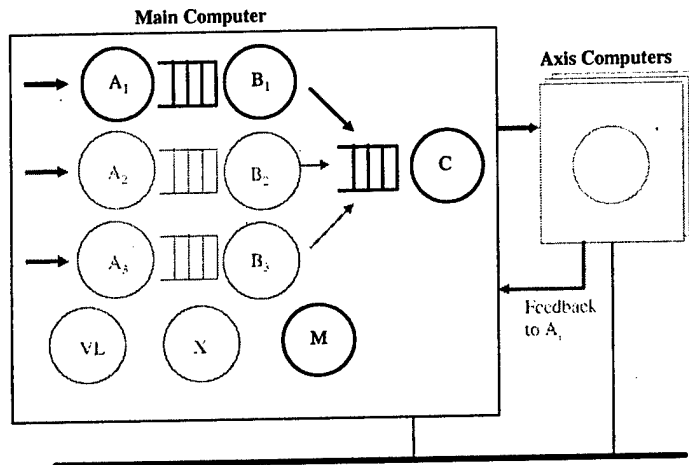 Main Computer
Axis Computers
A₁
B₁
A₂
B₂
C
A₃
B₃
VL
X
M
Feedback
to A₁